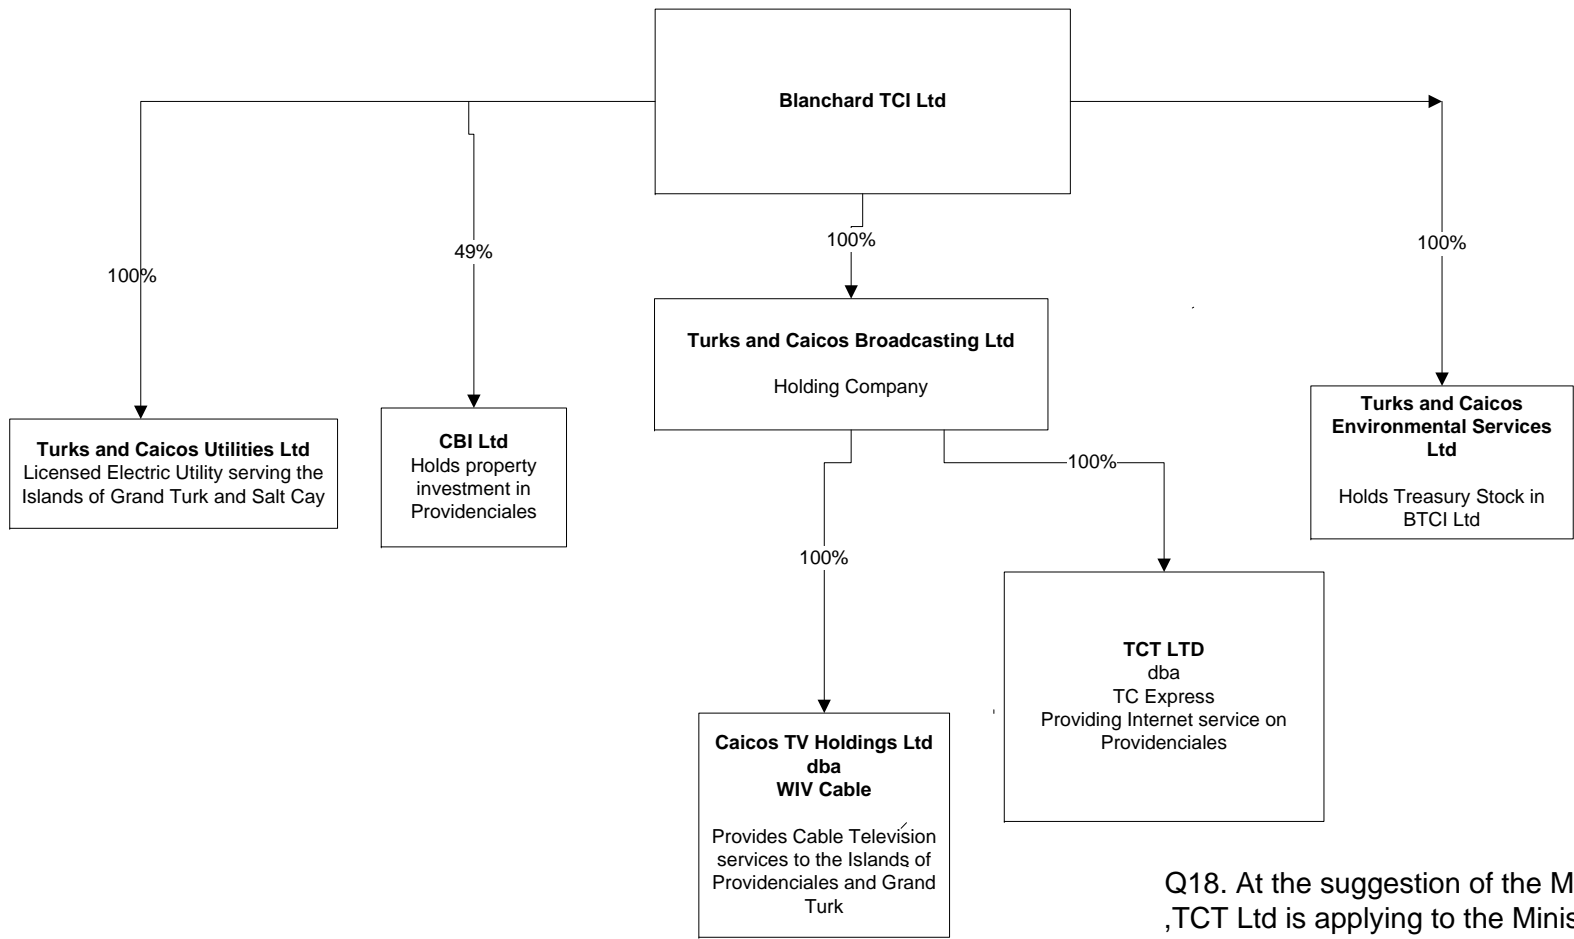 Blanchard TCI Ltd
100%
49%
100%
100%
Turks and Caicos Utilities Ltd
Licensed Electric Utility serving the
Islands of Grand Turk and Salt Cay
CBI Ltd
Holds property
investment in
Providenciales
Turks and Caicos Broadcasting Ltd
Holding Company
Turks and Caicos
Environmental Services
Ltd
Holds Treasury Stock in
BTCI Ltd
100%
100%
Caicos TV Holdings Ltd
dba
WIV Cable
Provides Cable Television
services to the Islands of
Providenciales and Grand
Turk
TCT LTD
dba
TC Express
Providing Internet service on
Providenciales
Q18. At the suggestion of the
,TCT Ltd is applying to the